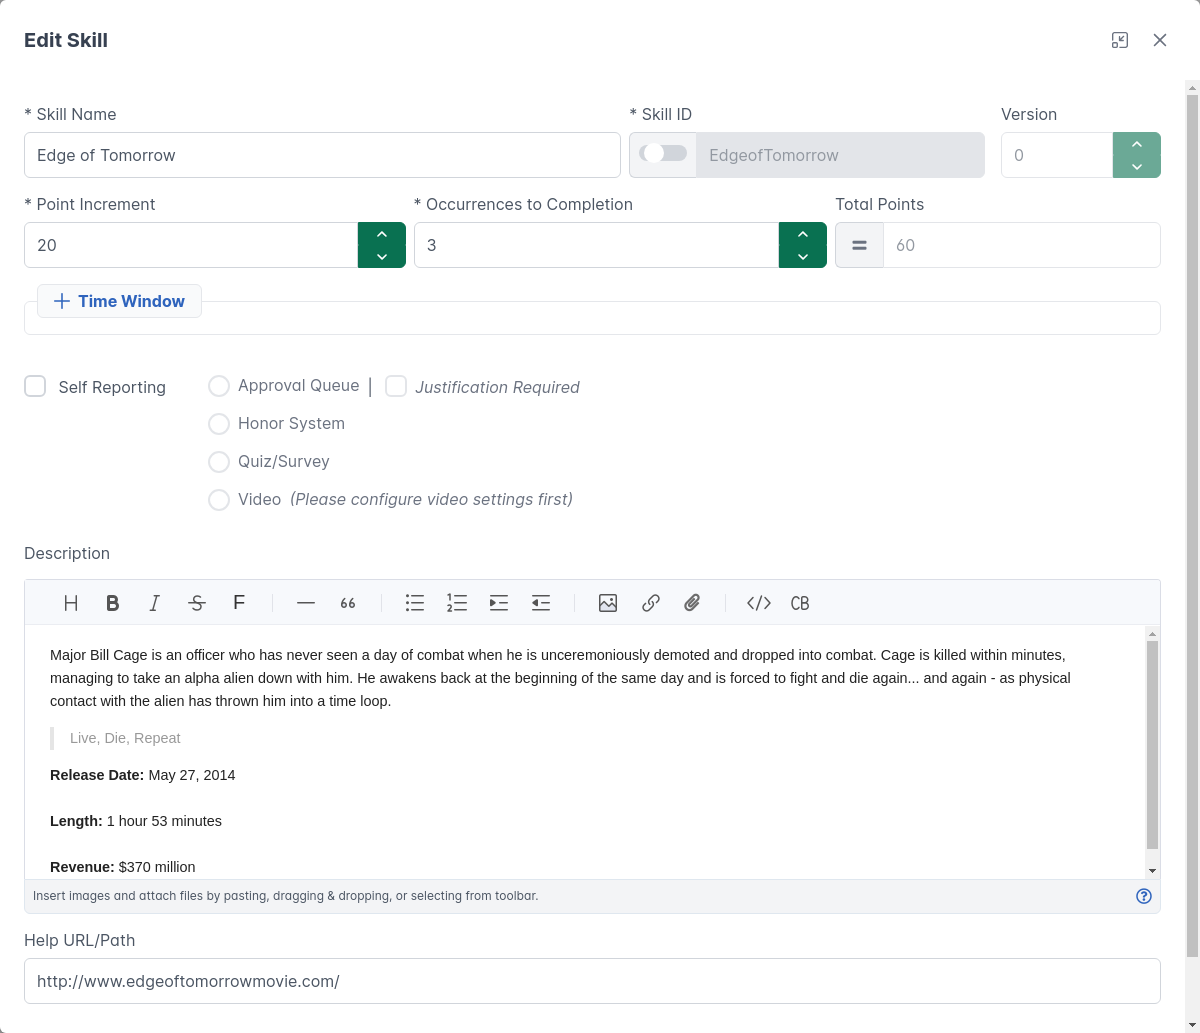 Edit Skill
* Skill Name
* Skill ID
Version
Edge of Tomorrow
EdgeofTomorrow
0
* Point Increment
* Occurrences to Completion
Total Points
20
3
=
60
+ Time Window
Self Reporting
Approval Queue |
Justification Required
Honor System
Quiz/Survey
Video (Please configure video settings first)
Description
H B I S F — 66 </> CB
Major Bill Cage is an officer who has never seen a day of combat when he is unceremoniously demoted and dropped into combat. Cage is killed within minutes,
managing to take an alpha alien down with him. He awakens back at the beginning of the same day and is forced to fight and die again... and again - as physical
contact with the alien has thrown him into a time loop.
Live, Die, Repeat
Release Date: May 27, 2014
Length: 1 hour 53 minutes
Revenue: $370 million
Insert images and attach files by pasting, dragging & dropping, or selecting from toolbar.
Help URL/Path
http://www.edgeoftomorrowmovie.com/